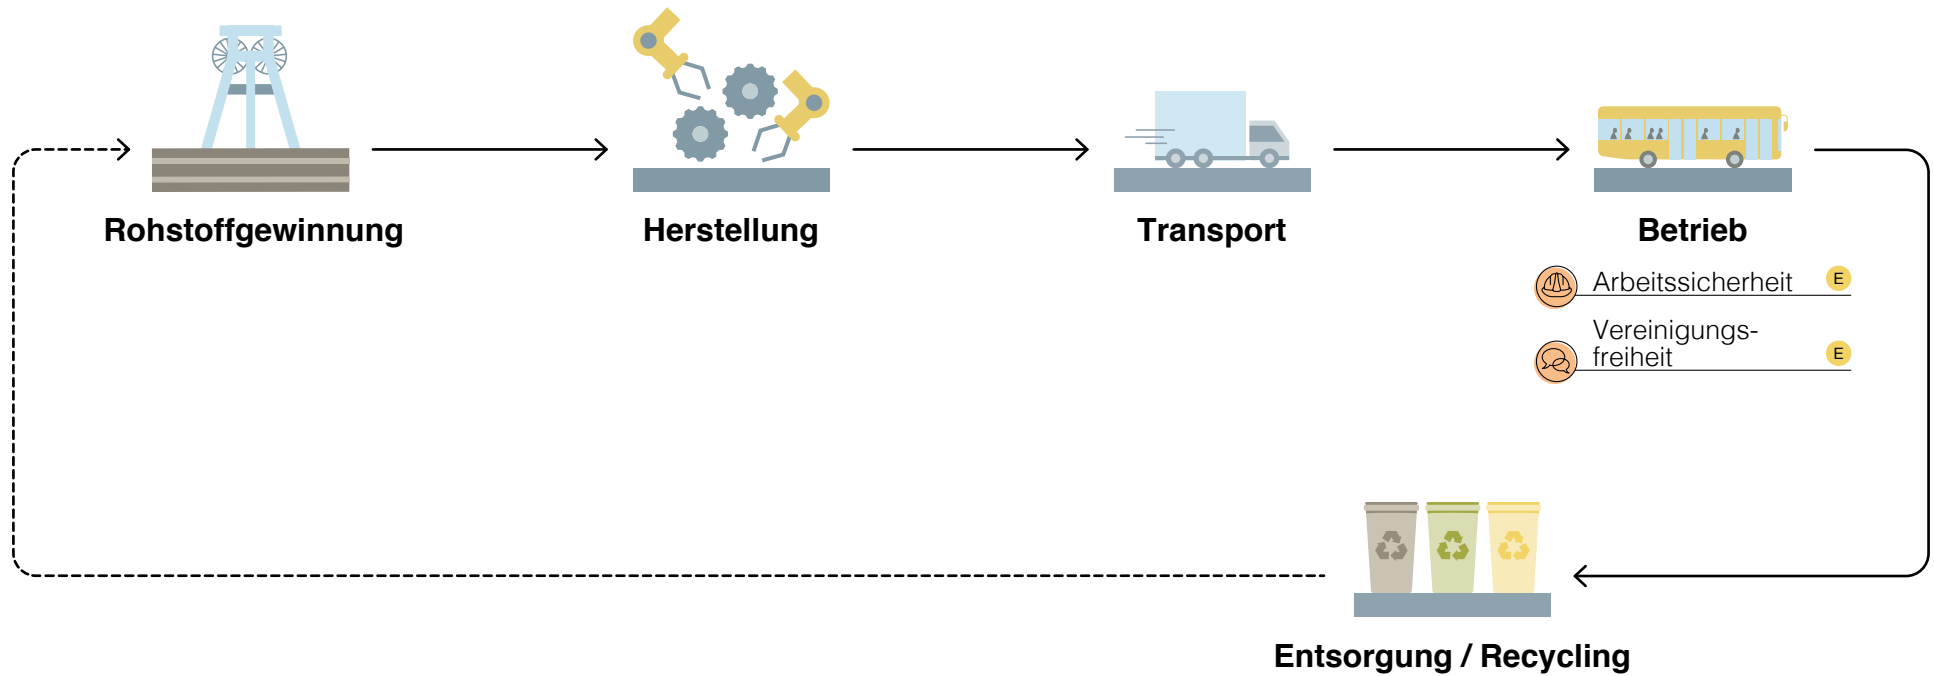 Rohstoffgewinnung
Herstellung
Transport
Betrieb
Arbeitssicherheit E
Vereinigungs-
freiheit E
Entsorgung / Recycling